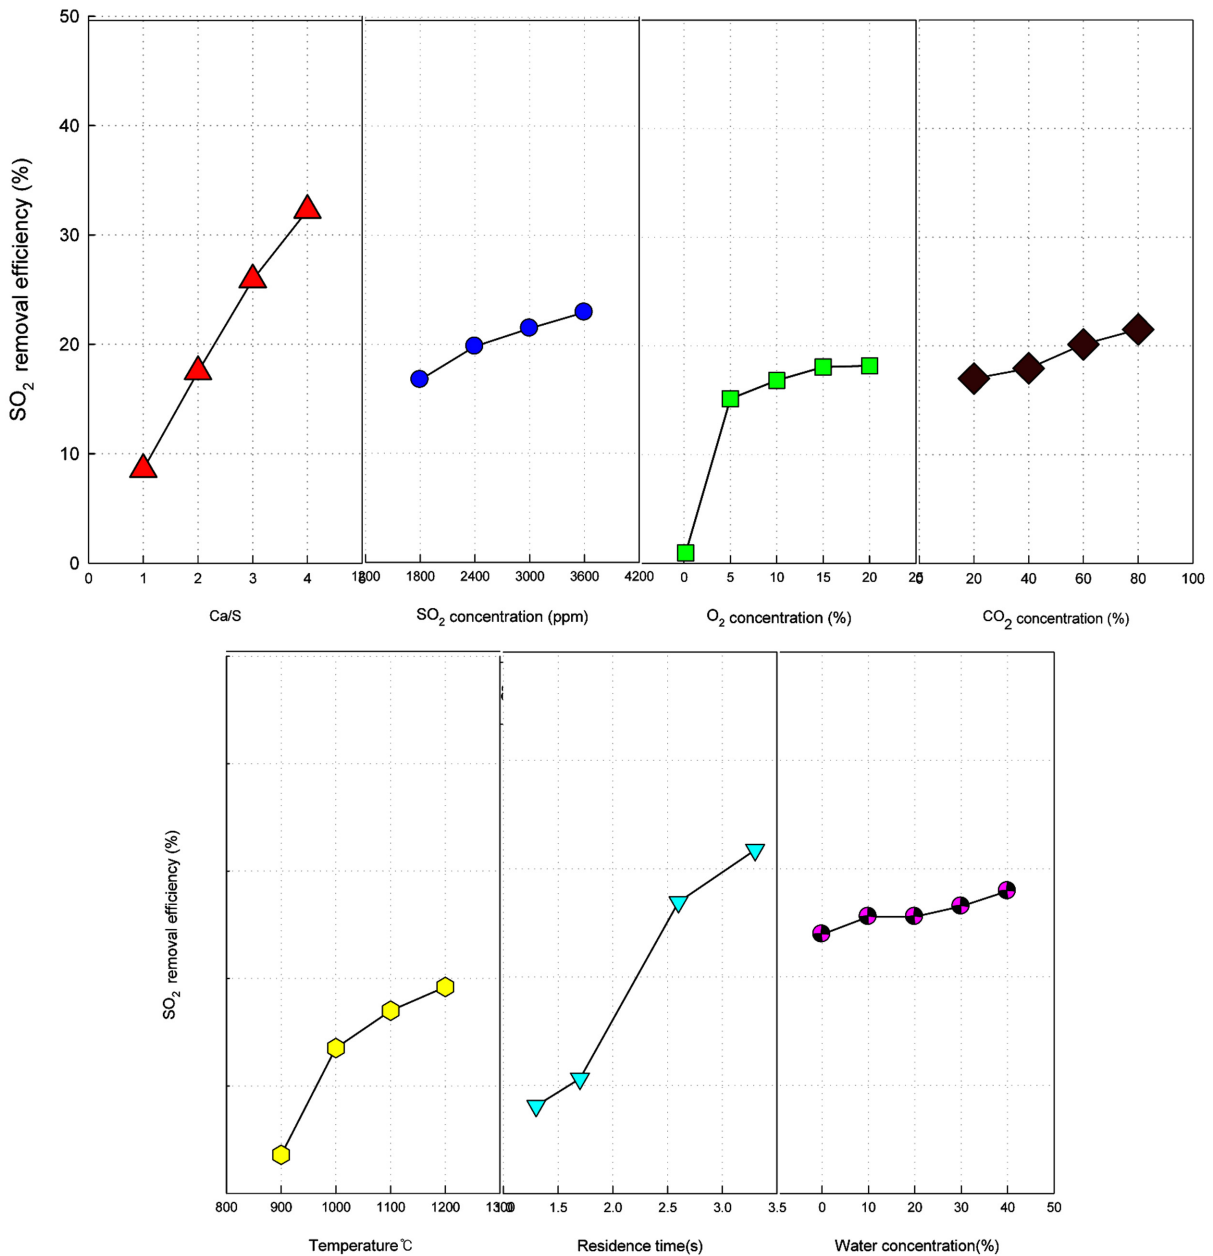 50
40
30
20
10
0
SO2 removal efficiency (%)
0 1 2 3 4
1800 2400 3000 3600 4200
0 5 10 15 20
20 40 60 80 100
Ca/S
SO2 concentration (ppm)
O2 concentration (%)
CO2 concentration (%)
SO2 removal efficiency (%)
800 900 1000 1100 1200
1.5 2.0 2.5 3.0 3.5
0 10 20 30 40 50
Temperature℃
Residence time(s)
Water concentration(%)